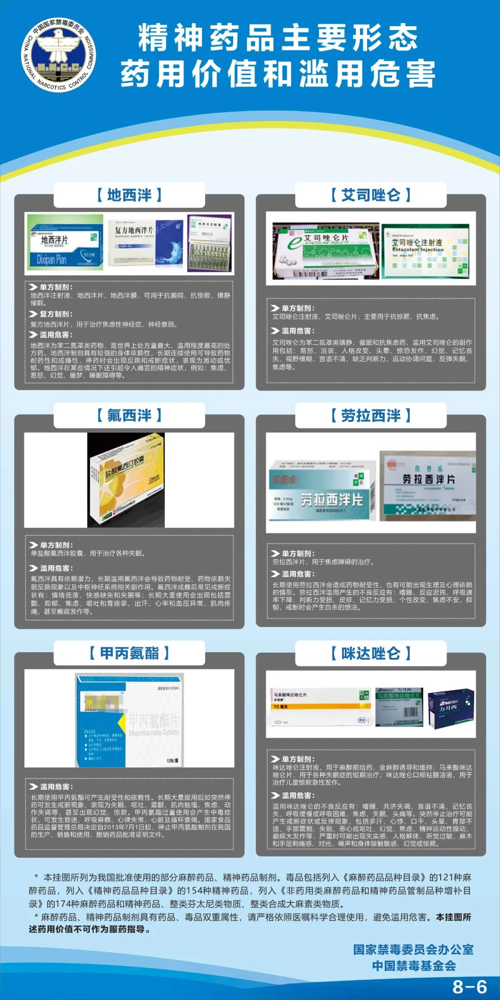 中国国家禁毒委员会
CHINA NATIONAL NARCOTICS CONTROL COMMISSION
N.N.C.C.
精神药品主要形态
药用价值和滥用危害
【地西泮】
地西泮片
Dixipan Pian
复方地西泮片
COMPOUND DIAZEPAM TABLETS
地西泮注射液
单方制剂：
地西泮注射液、地西泮片、地西泮膜，可用于抗癫痫、抗惊厥、镇静
催眠。
复方制剂：
复方地西泮片，用于治疗焦虑性神经症、神经衰弱。
滥用危害：
地西泮为苯二氮䓬类药物，是世界上处方量最大、滥用程度最高的处
方药。地西泮制剂具有较强的身体依赖性，长期连续使用可导致药物
耐药性和成瘾性，停药时会出现反跳和戒断症状，表现为激动或忧
郁。地西泮在某些情况下还引起令人痛苦的精神症状，例如：焦虑、
易怒、幻觉、噩梦、睡眠障碍等。
【艾司唑仑】
艾司唑仑片
ESTAZOLAM TABLETS
艾司唑仑注射液
Estazolam Injection
1ml：2mg×10支
精神
药品
单方制剂：
艾司唑仑注射液、艾司唑仑片，主要用于抗惊厥、抗焦虑。
滥用危害：
艾司唑仑为苯二氮䓬类镇静、催眠和抗焦虑药，滥用艾司唑仑的副作
用包括：易怒、沮丧、人格改变、头晕、惊恐发作、幻觉、记忆丧
失、视野模糊、言语不清、缺乏判断力、运动协调问题、反弹失眠、
焦虑等。
【氟西泮】
盐酸氟西汀胶囊
单方制剂：
单盐酸氟西泮胶囊，用于治疗各种失眠。
滥用危害：
氟西泮具有依赖潜力，长期滥用氟西泮会导致药物耐受、药物依赖失
眠反跳现象以及中枢神经系统相关副作用。氟西泮成瘾后常见戒断症
状有：情绪低落、快感缺失和失眠等；长期大量使用会出现包括震
颤、抑郁、焦虑、呕吐和胃痉挛、出汗、心率和血压异常、肌肉疼
痛，甚至癫痫发作等。
【劳拉西泮】
精神
药品
规格：0.5mg
劳拉西泮片
国药准字H20052311
佳普乐
劳拉西泮片
Lorazepam Tablets
单方制剂：
劳拉西泮片，用于焦虑障碍的治疗。
滥用危害：
长期使用劳拉西泮会造成药物耐受性，也有可能出现生理及心理依赖
的情形。劳拉西泮滥用产生的不良反应有：嗜睡、反应迟钝、呼吸速
率下降、判断力受损、皮疹、记忆力受损、个性改变、焦虑不安、抑
郁，戒断时会产生自杀的想法。
【甲丙氨酯】
甲丙氨酯片
Meprobamate Tablets
12片/盒
滥用危害：
长期使用甲丙氨酯可产生耐受性和依赖性。长期大量服用后如突然停
药可发生戒断现象，表现为失眠、呕吐、震颤、肌肉抽搐、焦虑、动
作失调等，甚至出现幻觉、惊厥。甲丙氨酯过量使用会产生中毒症
状，可发生昏迷、呼吸麻痹、心律失常、心脏及循环衰竭。国家食品
药品监督管理总局决定自2013年7月1日起，停止甲丙氨酯制剂在我国
的生产、销售和使用，撤销药品批准证明文件。
【咪达唑仑】
马来酸咪达唑仑片
多美康
15毫克
精神
药品
马来酸咪达唑仑片
力月西
单方制剂：
咪达唑仑注射液，用于麻醉前给药，全麻醉诱导和维持；马来酸咪达
唑仑片，用于各种失眠症的短期治疗；咪达唑仑口颊粘膜溶液，用于
治疗儿童惊厥急性发作。
滥用危害：
滥用咪达唑仑的不良反应有：嗜睡、共济失调、言语不清、记忆丧
失、呼吸缓慢或呼吸困难、焦虑、失眠、头痛等。突然停止治疗可能
产生戒断症状或反弹现象，包括多汗、心悸、口干、头晕、胃部不
适、手部震颤、失眠、恶心或呕吐、幻觉、焦虑、精神运动性躁动、
癫痫大发作等，严重时可能出现失实感、人格解体、听觉过敏、麻木
和手足刺痛感、对光、噪声和身体接触敏感、幻觉或惊厥。
* 本挂图所列为我国批准使用的部分麻醉药品、精神药品制剂。毒品包括列入《麻醉药品品种目录》的121种麻
醉药品，列入《精神药品品种目录》的154种精神药品，列入《非药用类麻醉药品和精神药品管制品种增补目
录》的174种麻醉药品和精神药品、整类芬太尼类物质、整类合成大麻素类物质。
* 麻醉药品、精神药品制剂具有药品、毒品双重属性，请严格依照医嘱科学合理使用，避免滥用危害。本挂图所
述药用价值不可作为服药指导。
国家禁毒委员会办公室
中国禁毒基金会
8-6